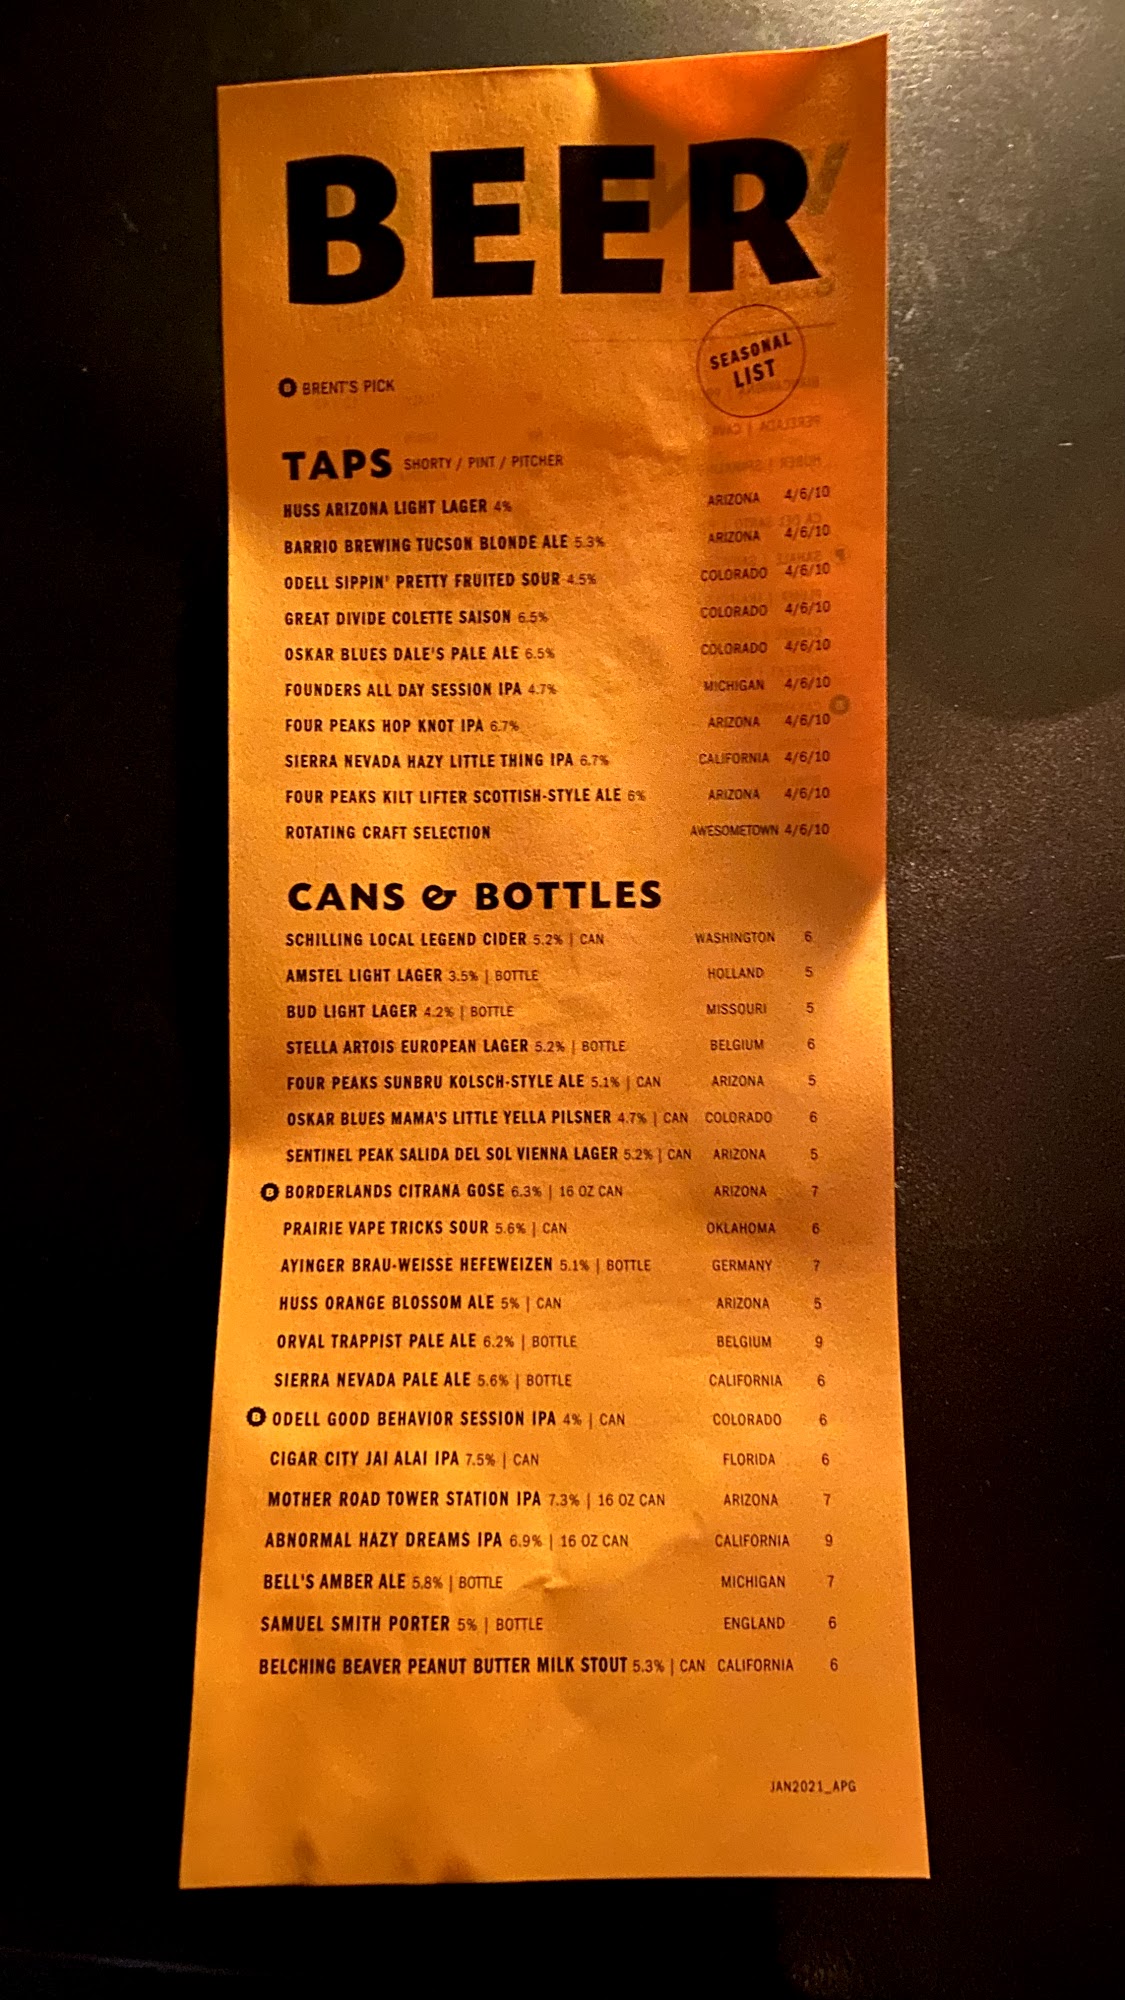 BEER
SEASONAL
LIST
B BRENT'S PICK
TAPS SHORTY / PINT / PITCHER
HUSS ARIZONA LIGHT LAGER 4% ARIZONA 4/6/10
BARRIO BREWING TUCSON BLONDE ALE 5.3% ARIZONA 4/6/10
ODELL SIPPIN' PRETTY FRUITED SOUR 4.5% COLORADO 4/6/10
GREAT DIVIDE COLETTE SAISON 6.5% COLORADO 4/6/10
OSKAR BLUES DALE'S PALE ALE 6.5% COLORADO 4/6/10
FOUNDERS ALL DAY SESSION IPA 4.7% MICHIGAN 4/6/10
FOUR PEAKS HOP KNOT IPA 6.7% ARIZONA 4/6/10
SIERRA NEVADA HAZY LITTLE THING IPA 6.7% CALIFORNIA 4/6/10
FOUR PEAKS KILT LIFTER SCOTTISH-STYLE ALE 6% ARIZONA 4/6/10
ROTATING CRAFT SELECTION AWESOMETOWN 4/6/10
CANS & BOTTLES
SCHILLING LOCAL LEGEND CIDER 5.2% | CAN WASHINGTON 6
AMSTEL LIGHT LAGER 3.5% | BOTTLE HOLLAND 5
BUD LIGHT LAGER 4.2% | BOTTLE MISSOURI 5
STELLA ARTOIS EUROPEAN LAGER 5.2% | BOTTLE BELGIUM 6
FOUR PEAKS SUNBRU KOLSCH-STYLE ALE 5.1% | CAN ARIZONA 5
OSKAR BLUES MAMA'S LITTLE YELLA PILSNER 4.7% | CAN COLORADO 6
SENTINEL PEAK SALIDA DEL SOL VIENNA LAGER 5.2% | CAN ARIZONA 5
B BORDERLANDS CITRANA GOSE 6.3% | 16 OZ CAN ARIZONA 7
PRAIRIE VAPE TRICKS SOUR 5.6% | CAN OKLAHOMA 6
AYINGER BRAU-WEISSE HEFEWEIZEN 5.1% | BOTTLE GERMANY 7
HUSS ORANGE BLOSSOM ALE 5% | CAN ARIZONA 5
ORVAL TRAPPIST PALE ALE 6.2% | BOTTLE BELGIUM 9
SIERRA NEVADA PALE ALE 5.6% | BOTTLE CALIFORNIA 6
B ODELL GOOD BEHAVIOR SESSION IPA 4% | CAN COLORADO 6
CIGAR CITY JAI ALAI IPA 7.5% | CAN FLORIDA 6
MOTHER ROAD TOWER STATION IPA 7.3% | 16 OZ CAN ARIZONA 7
ABNORMAL HAZY DREAMS IPA 6.9% | 16 OZ CAN CALIFORNIA 9
BELL'S AMBER ALE 5.8% | BOTTLE MICHIGAN 7
SAMUEL SMITH PORTER 5% | BOTTLE ENGLAND 6
BELCHING BEAVER PEANUT BUTTER MILK STOUT 5.3% | CAN CALIFORNIA 6
JAN2021_APG